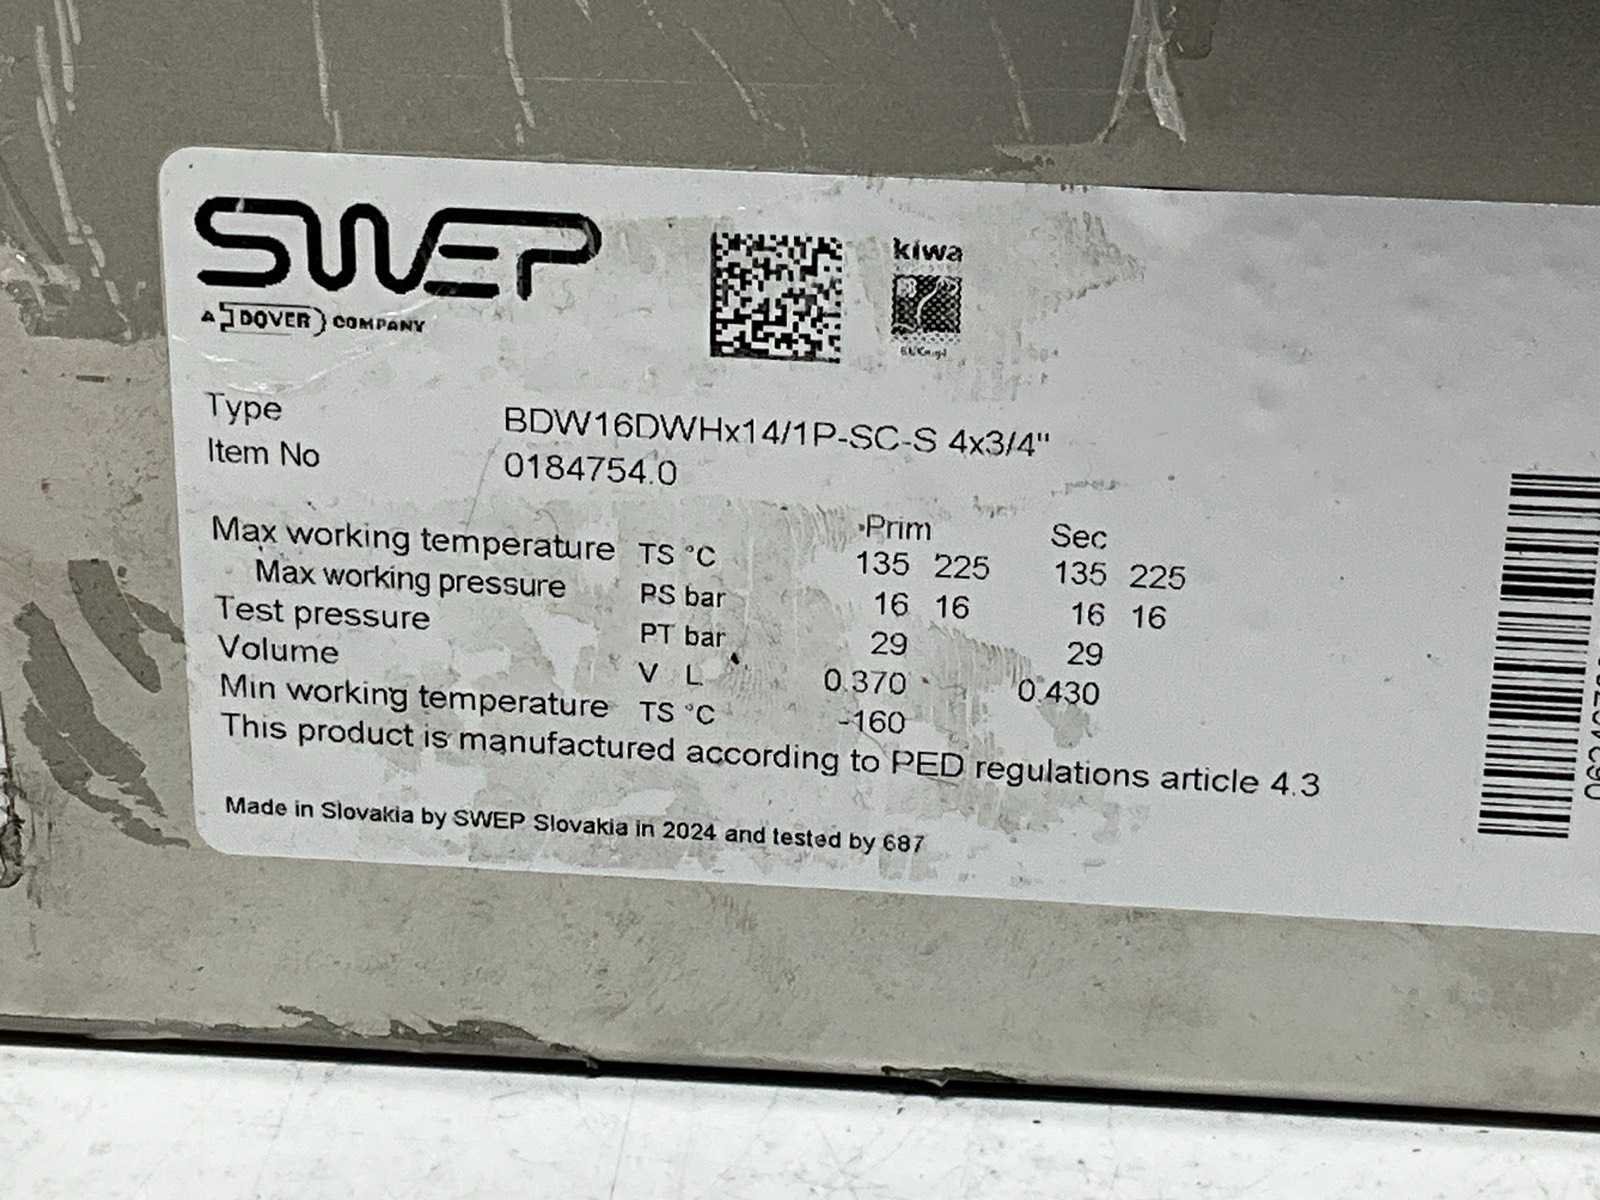 SWEP
A DOVER COMPANY
kiwa
Type BDW16DWHx14/1P-SC-S 4x3/4"
Item No 0184754.0
Prim Sec
Max working temperature TS °C 135 225 135 225
Max working pressure PS bar 16 16 16 16
Test pressure PT bar 29 29
Volume V L 0.370 0.430
Min working temperature TS °C -160
This product is manufactured according to PED regulations article 4.3
Made in Slovakia by SWEP Slovakia in 2024 and tested by 687